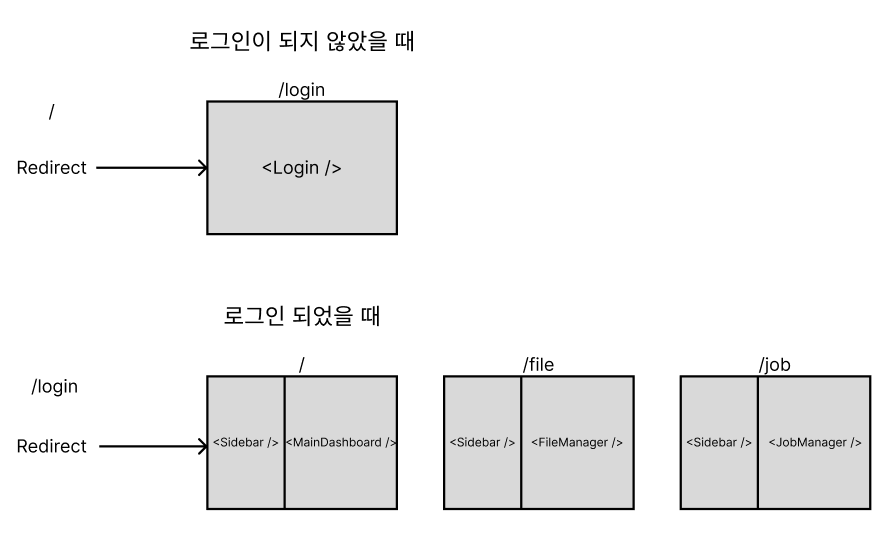 로그인이 되지 않았을 때
/login
/
Redirect
<Login />
로그인 되었을 때
/
/file
/job
/login
Redirect
<Sidebar />
<MainDashboard />
<Sidebar />
<FileManager />
<Sidebar />
<JobManager />